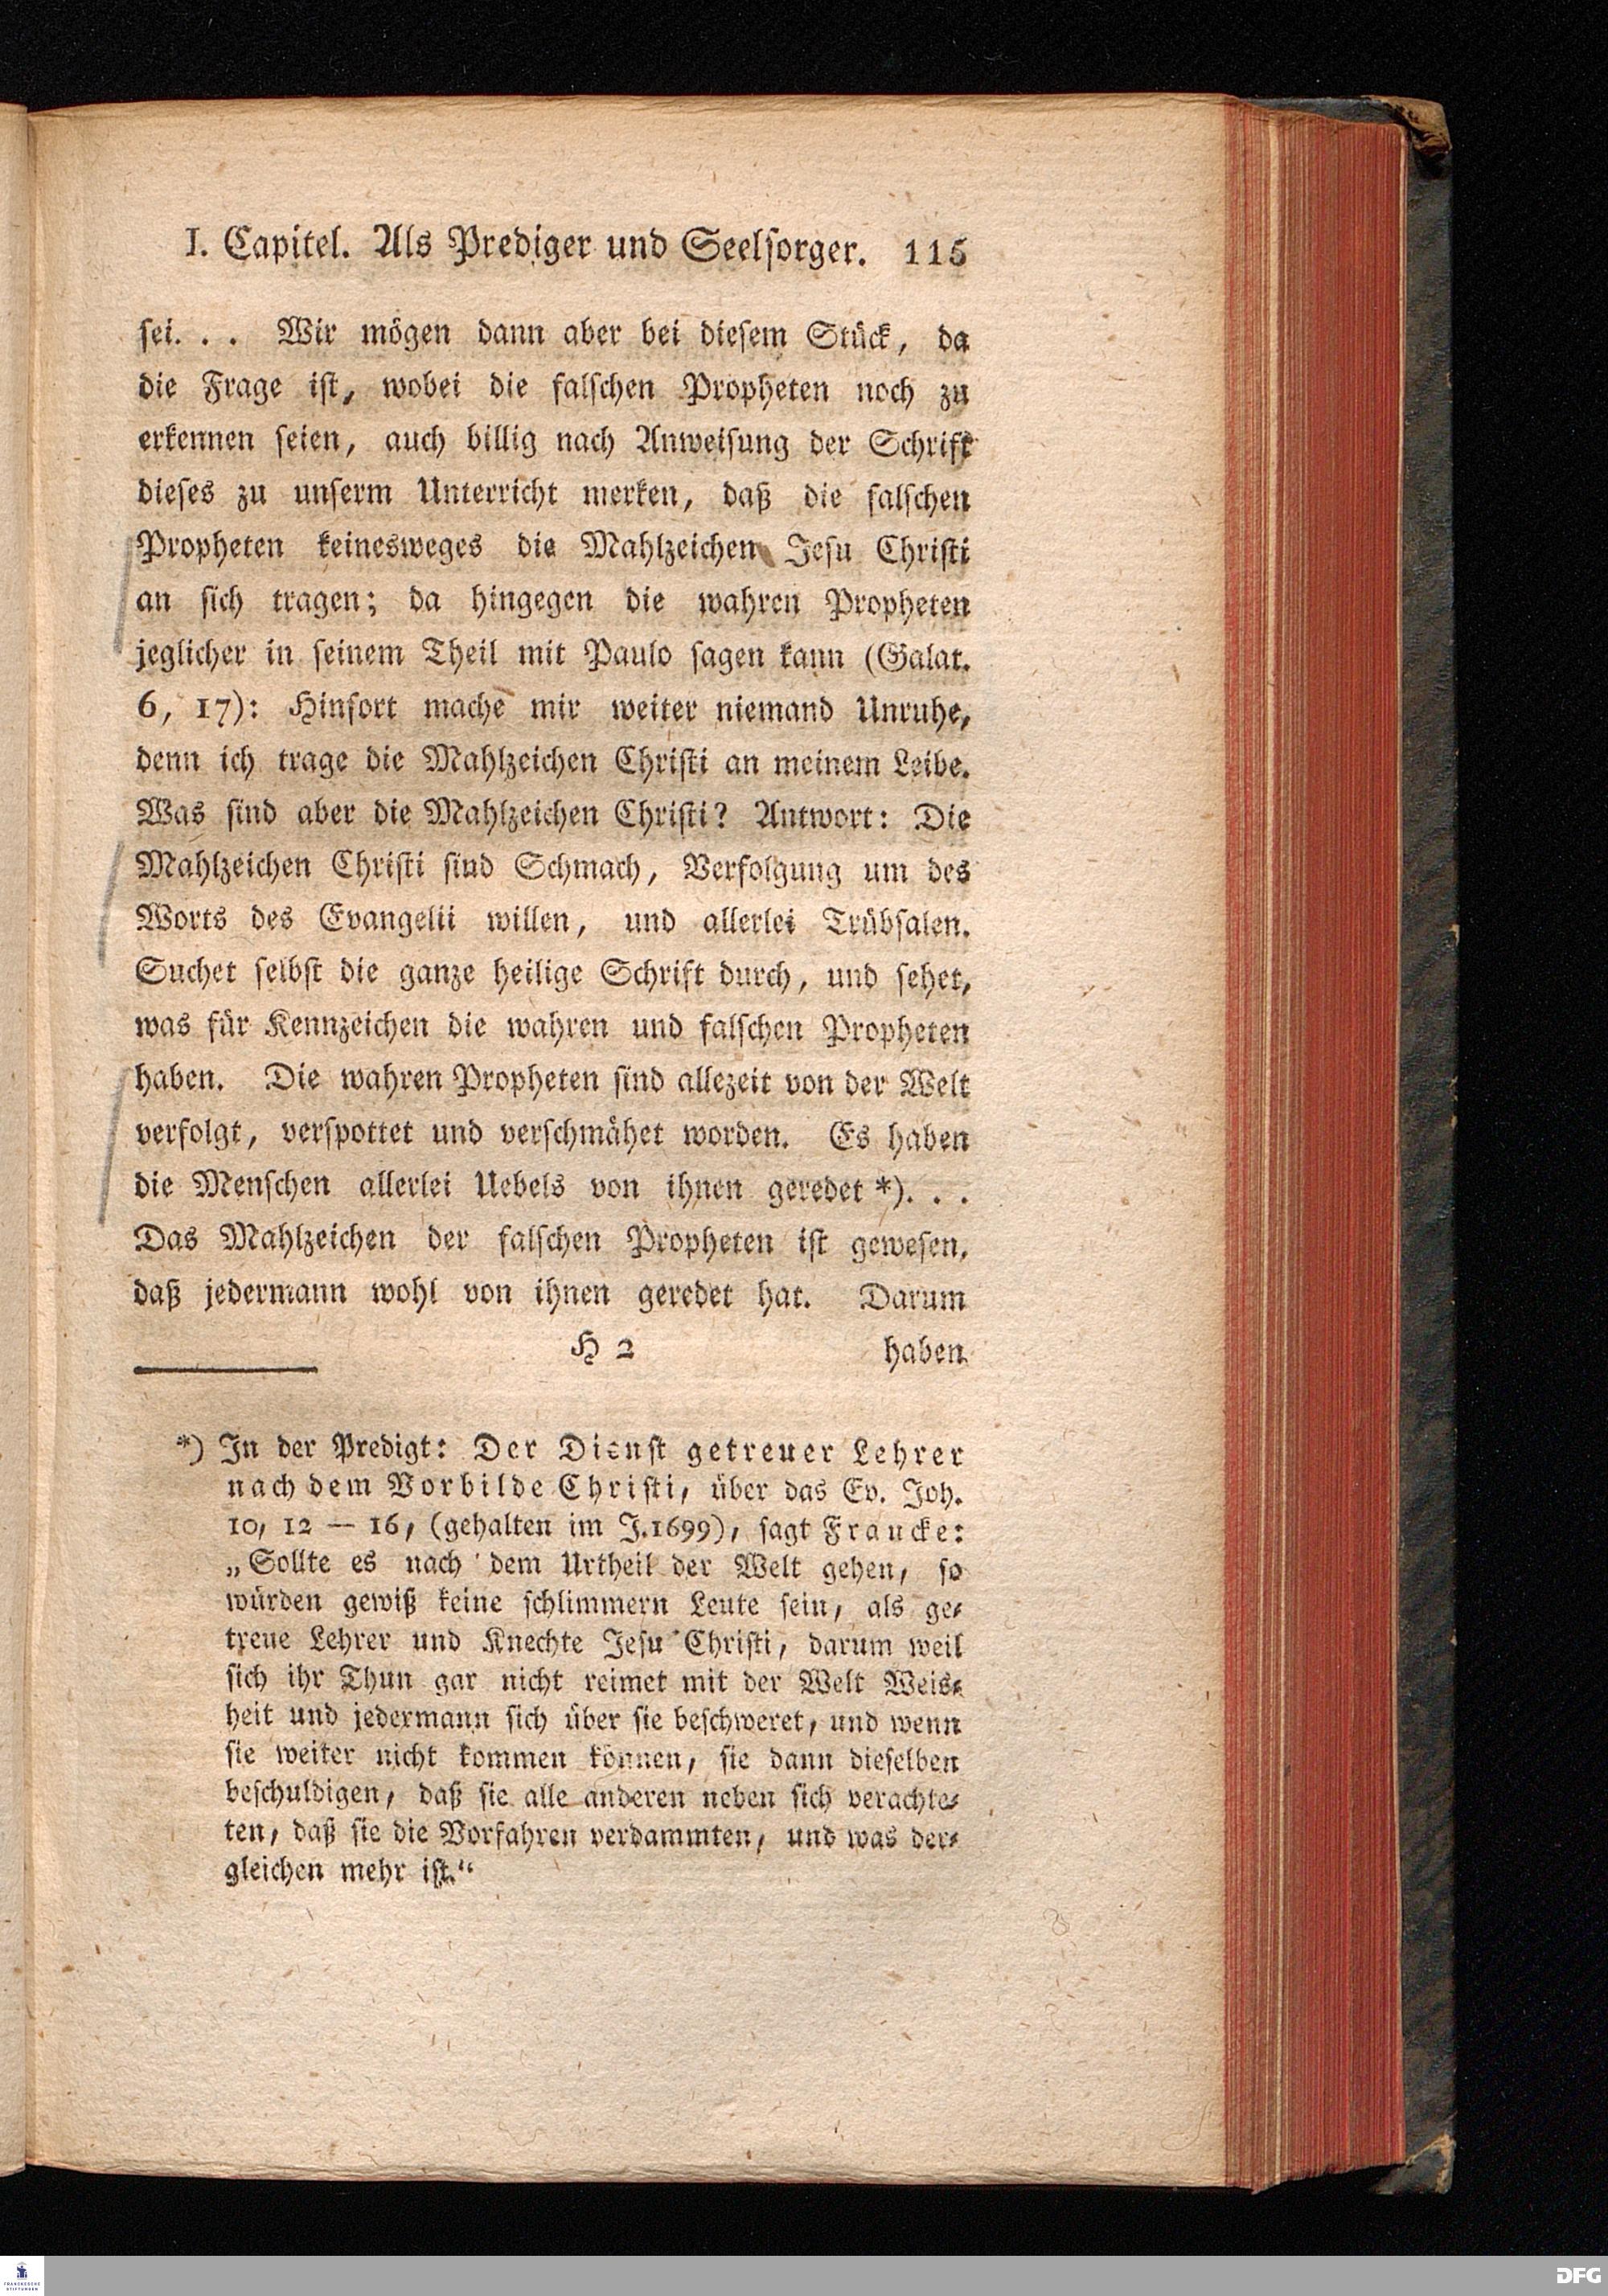 I. Capitel. Als Prediger und Seelsorger. 115
sei. . . Wir mögen dann aber bei diesem Stück, da
die Frage ist, wobei die falschen Propheten noch zu
erkennen seien, auch billig nach Anweisung der Schrift
dieses zu unserm Unterricht merken, daß die falschen
Propheten keinesweges die Mahlzeichen Jesu Christi
an sich tragen; da hingegen die wahren Propheten
jeglicher in seinem Theil mit Paulo sagen kann (Galat.
6, 17): Hinfort mache mir weiter niemand Unruhe,
denn ich trage die Mahlzeichen Christi an meinem Leibe.
Was sind aber die Mahlzeichen Christi? Antwort: Die
Mahlzeichen Christi sind Schmach, Verfolgung um des
Worts des Evangelii willen, und allerlei Trübsalen.
Suchet selbst die ganze heilige Schrift durch, und sehet,
was für Kennzeichen die wahren und falschen Propheten
haben. Die wahren Propheten sind allezeit von der Welt
verfolgt, verspottet und verschmähet worden. Es haben
die Menschen allerlei Uebels von ihnen geredet *). . .
Das Mahlzeichen der falschen Propheten ist gewesen,
daß jedermann wohl von ihnen geredet hat. Darum
H 2 haben
*) In der Predigt: Der Dienst getreuer Lehrer
nach dem Vorbilde Christi, über das Ev. Joh.
10, 12 — 16, (gehalten im J. 1699), sagt Francke:
„Sollte es nach dem Urtheil der Welt gehen, so
würden gewiß keine schlimmern Leute sein, als ge-
treue Lehrer und Knechte Jesu Christi, darum weil
sich ihr Thun gar nicht reimet mit der Welt Weis-
heit und jedermann sich über sie beschweret, und wenn
sie weiter nicht kommen können, sie dann dieselben
beschuldigen, daß sie alle anderen neben sich verachte-
ten, daß sie die Vorfahren verdammten, und was der-
gleichen mehr ist.“
FRANCKESCHE
STIFTUNGEN
DFG